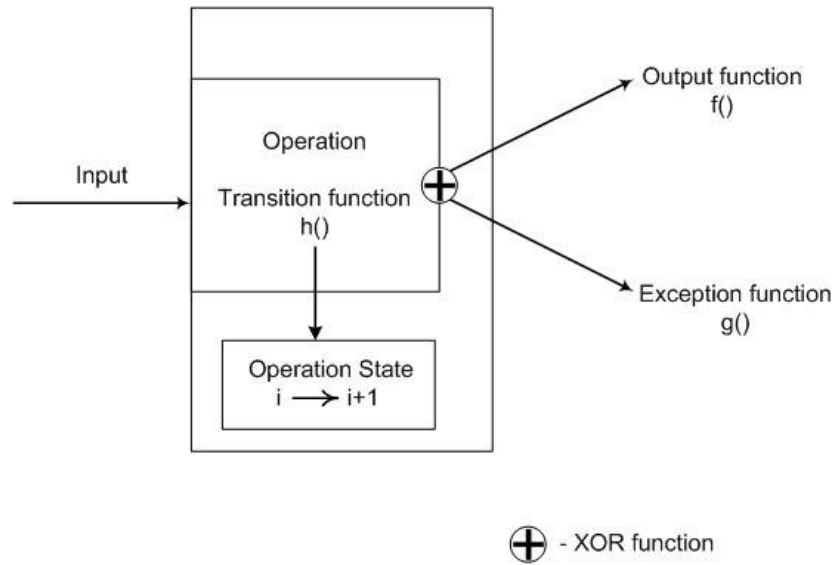 Input
Operation
Transition function
h()
Operation State
i ⟶ i+1
Output function
f()
Exception function
g()
- XOR function